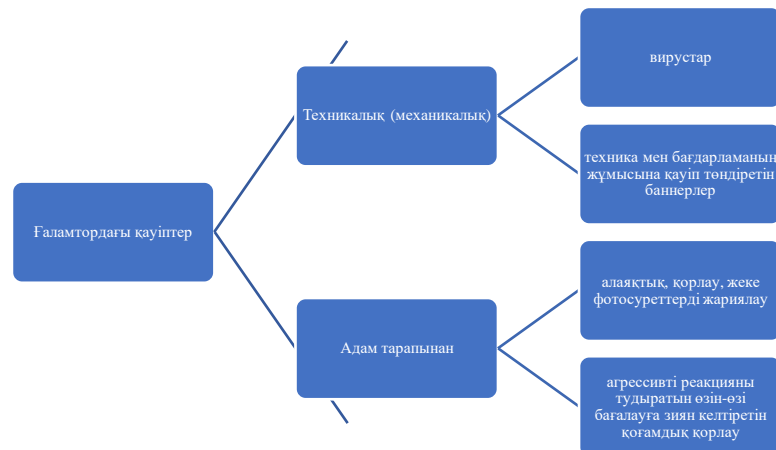 Ғаламтордағы қауіптер
Техникалық (механикалық)
вирустар
техника мен бағдарламаның
жұмысына қауіп төндіретін
баннерлер
Адам тарапынан
алаяқтық, қорлау, жеке
фотосуреттерді жариялау
агрессивті реакцияны
тудыратын өзін-өзі
бағалауға зиян келтіретін
қоғамдық қорлау